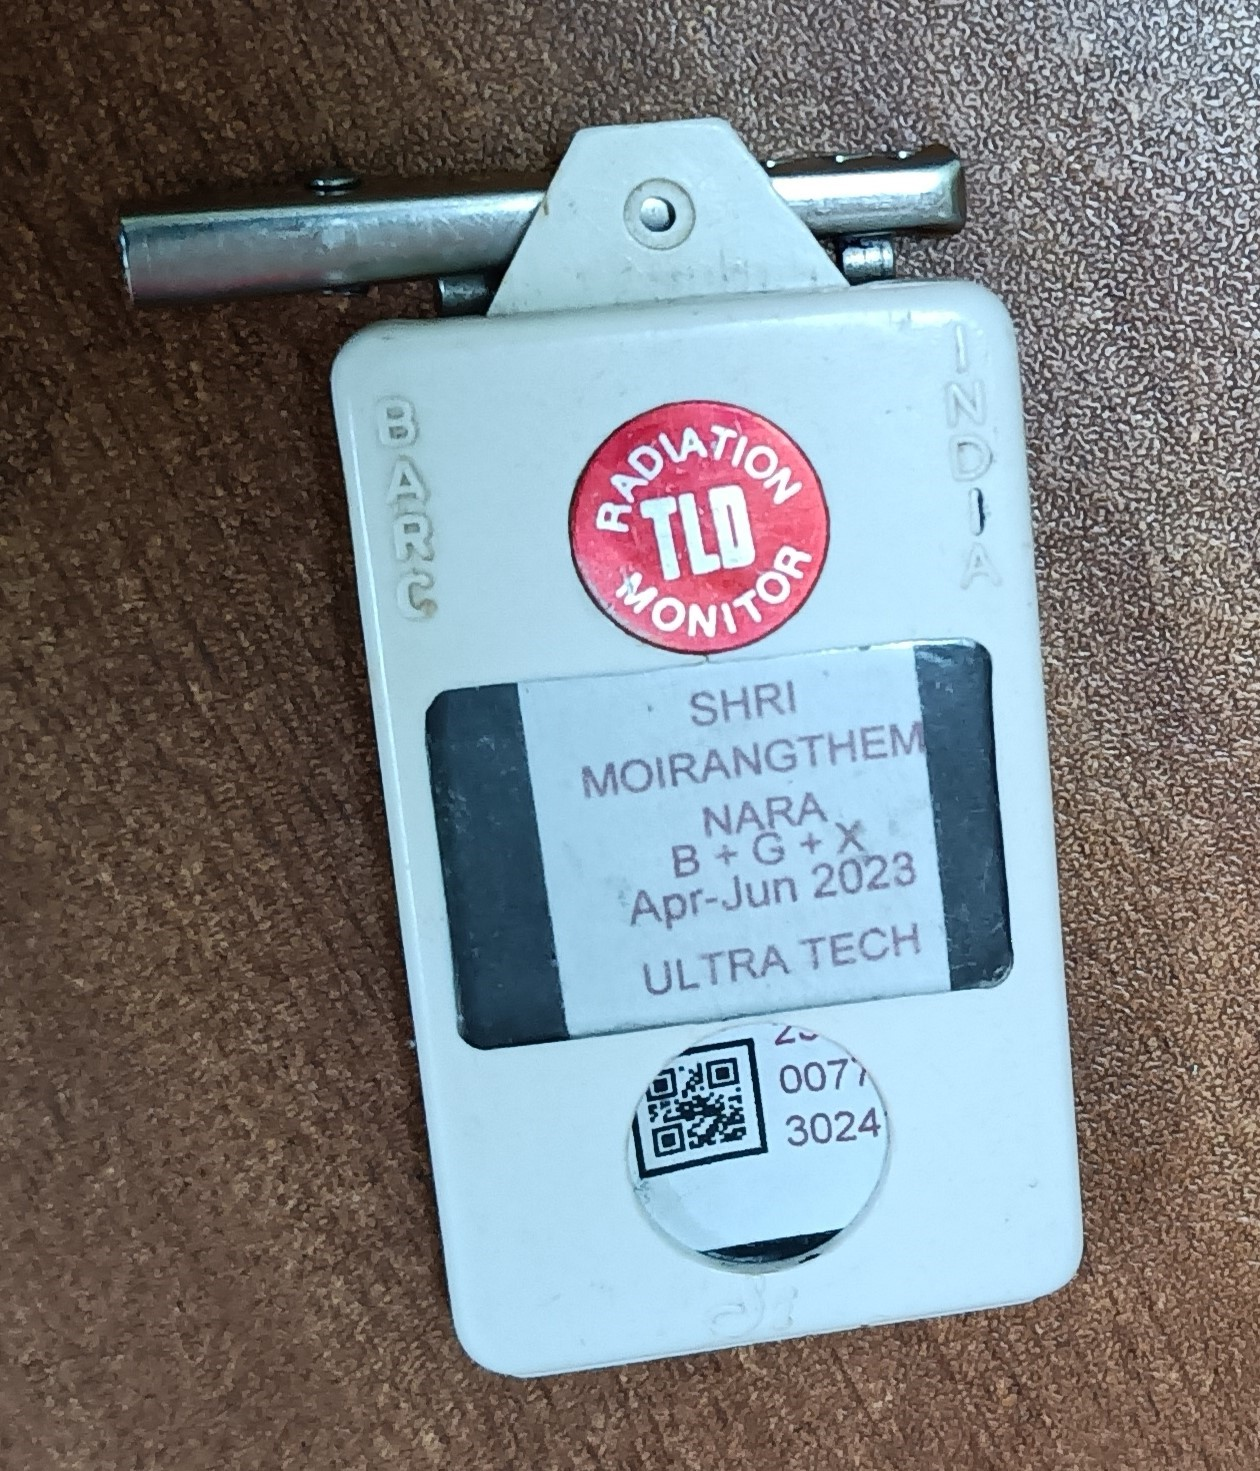 BARC
INDIA
RADIATION
TLD
MONITOR
SHRI
MOIRANGTHEM
NARA
B + G + X
Apr-Jun 2023
ULTRA TECH
0077
3024